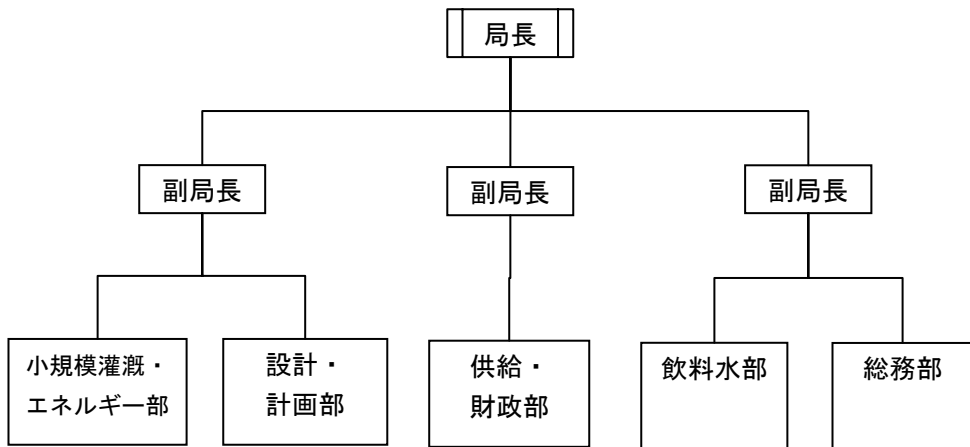 局長
副局長
副局長
副局長
小規模灌漑・
エネルギー部
設計・
計画部
供給・
財政部
飲料水部
総務部